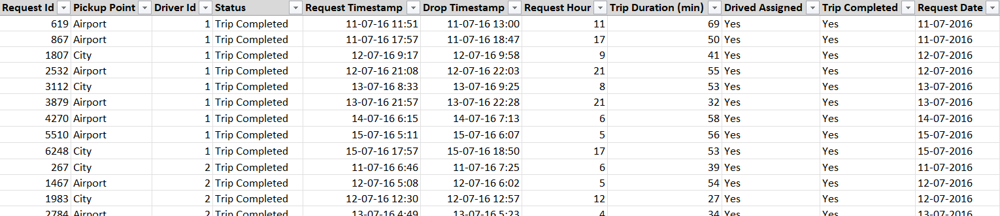 Request Id Pickup Point Driver Id Status Request Timestamp Drop Timestamp Request Hour Trip Duration (min) Drived Assigned Trip Completed Request Date
619 Airport 1 Trip Completed 11-07-16 11:51 11-07-16 13:00 11 69 Yes Yes 11-07-2016
867 Airport 1 Trip Completed 11-07-16 17:57 11-07-16 18:47 17 50 Yes Yes 11-07-2016
1807 City 1 Trip Completed 12-07-16 9:17 12-07-16 9:58 9 41 Yes Yes 12-07-2016
2532 Airport 1 Trip Completed 12-07-16 21:08 12-07-16 22:03 21 55 Yes Yes 12-07-2016
3112 City 1 Trip Completed 13-07-16 8:33 13-07-16 9:25 8 53 Yes Yes 13-07-2016
3879 Airport 1 Trip Completed 13-07-16 21:57 13-07-16 22:28 21 32 Yes Yes 13-07-2016
4270 Airport 1 Trip Completed 14-07-16 6:15 14-07-16 7:13 6 58 Yes Yes 14-07-2016
5510 Airport 1 Trip Completed 15-07-16 5:11 15-07-16 6:07 5 56 Yes Yes 15-07-2016
6248 City 1 Trip Completed 15-07-16 17:57 15-07-16 18:50 17 53 Yes Yes 15-07-2016
267 City 2 Trip Completed 11-07-16 6:46 11-07-16 7:25 6 39 Yes Yes 11-07-2016
1467 Airport 2 Trip Completed 12-07-16 5:08 12-07-16 6:02 5 54 Yes Yes 12-07-2016
1983 City 2 Trip Completed 12-07-16 12:30 12-07-16 12:57 12 27 Yes Yes 12-07-2016
2784 Airport 2 Trip Completed 13-07-16 4:49 13-07-16 5:23 4 34 Yes Yes 13-07-2016